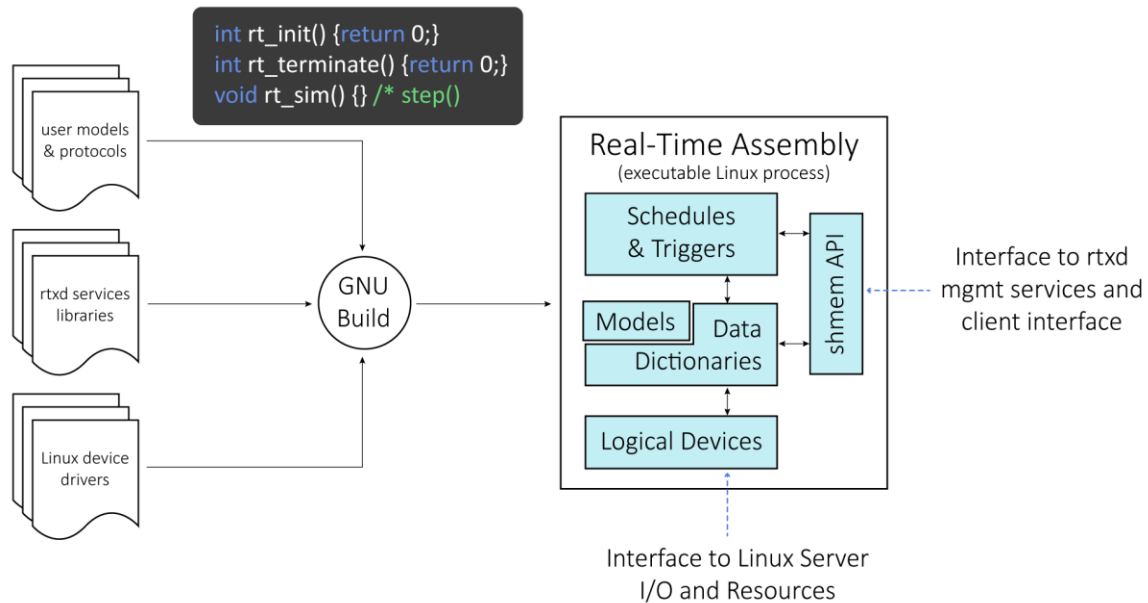 int rt_init() {return 0;}
int rt_terminate() {return 0;}
void rt_sim() {} /* step()
user models
& protocols
rtxd services
libraries
Linux device
drivers
GNU
Build
Real-Time Assembly
(executable Linux process)
Schedules
& Triggers
Models
Data
Dictionaries
Logical Devices
shmem API
Interface to rtxd
mgmt services and
client interface
Interface to Linux Server
I/O and Resources